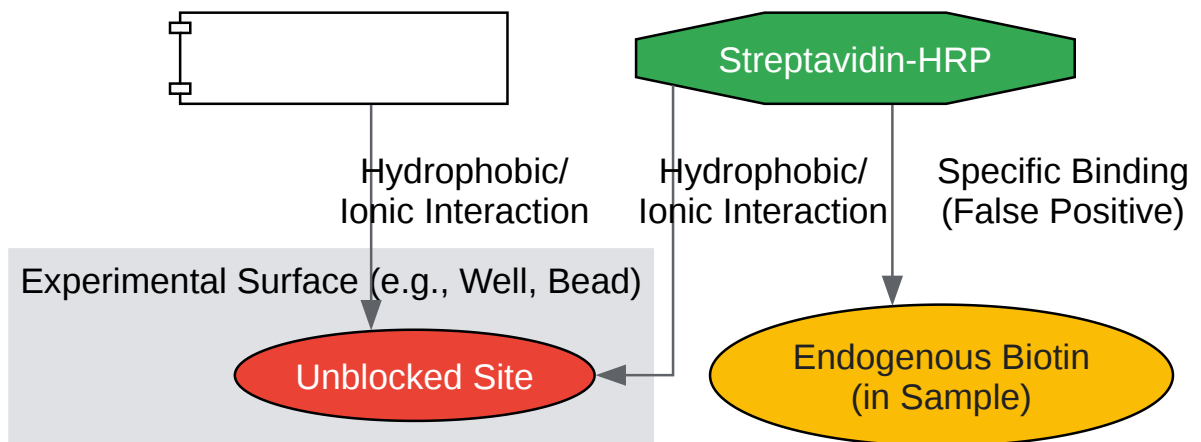 Streptavidin-HRP
Hydrophobic/
Ionic Interaction
Hydrophobic/
Ionic Interaction
Specific Binding
(False Positive)
Experimental Surface (e.g., Well, Bead)
Unblocked Site
Endogenous Biotin
(in Sample)